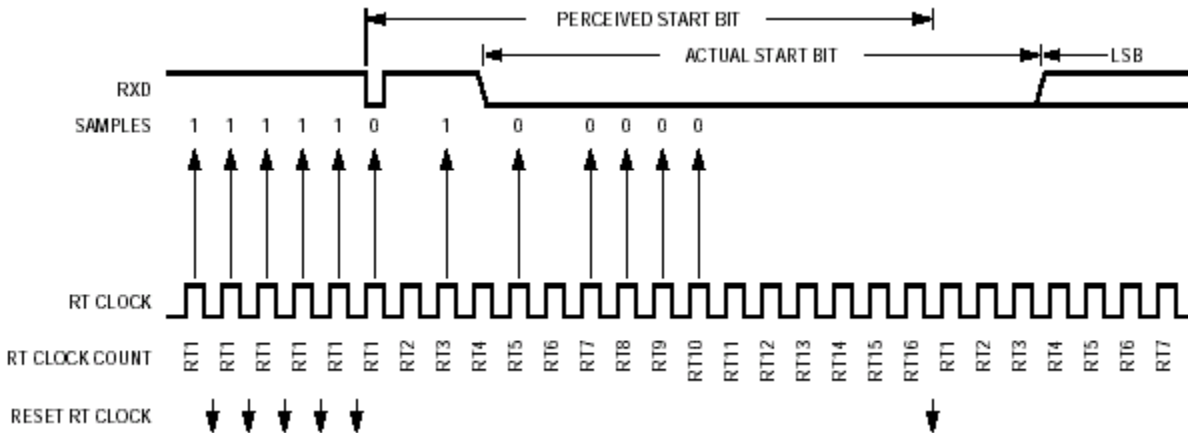 PERCEIVED START BIT
ACTUAL START BIT LSB
RXD
SAMPLES 1 1 1 1 1 0 1 0 0 0 0 0
RT CLOCK
RT CLOCK COUNT RT1 RT1 RT1 RT1 RT1 RT1 RT2 RT3 RT4 RT5 RT6 RT7 RT8 RT9 RT10 RT11 RT12 RT13 RT14 RT15 RT16 RT1 RT2 RT3 RT4 RT5 RT6 RT7
RESET RT CLOCK